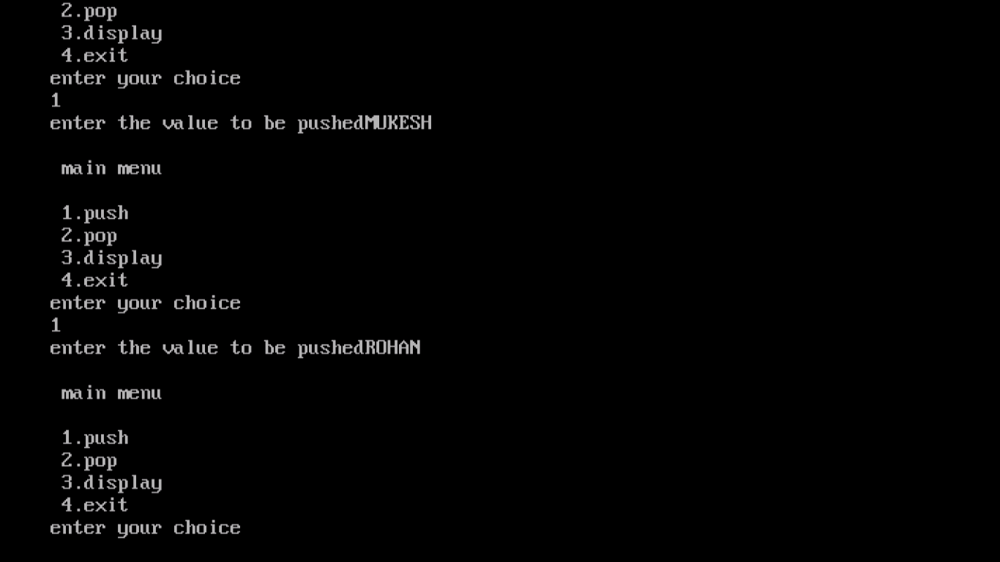 2.pop
3.display
4.exit
enter your choice
1
enter the value to be pushedMUKESH
main menu
1.push
2.pop
3.display
4.exit
enter your choice
1
enter the value to be pushedROHAN
main menu
1.push
2.pop
3.display
4.exit
enter your choice